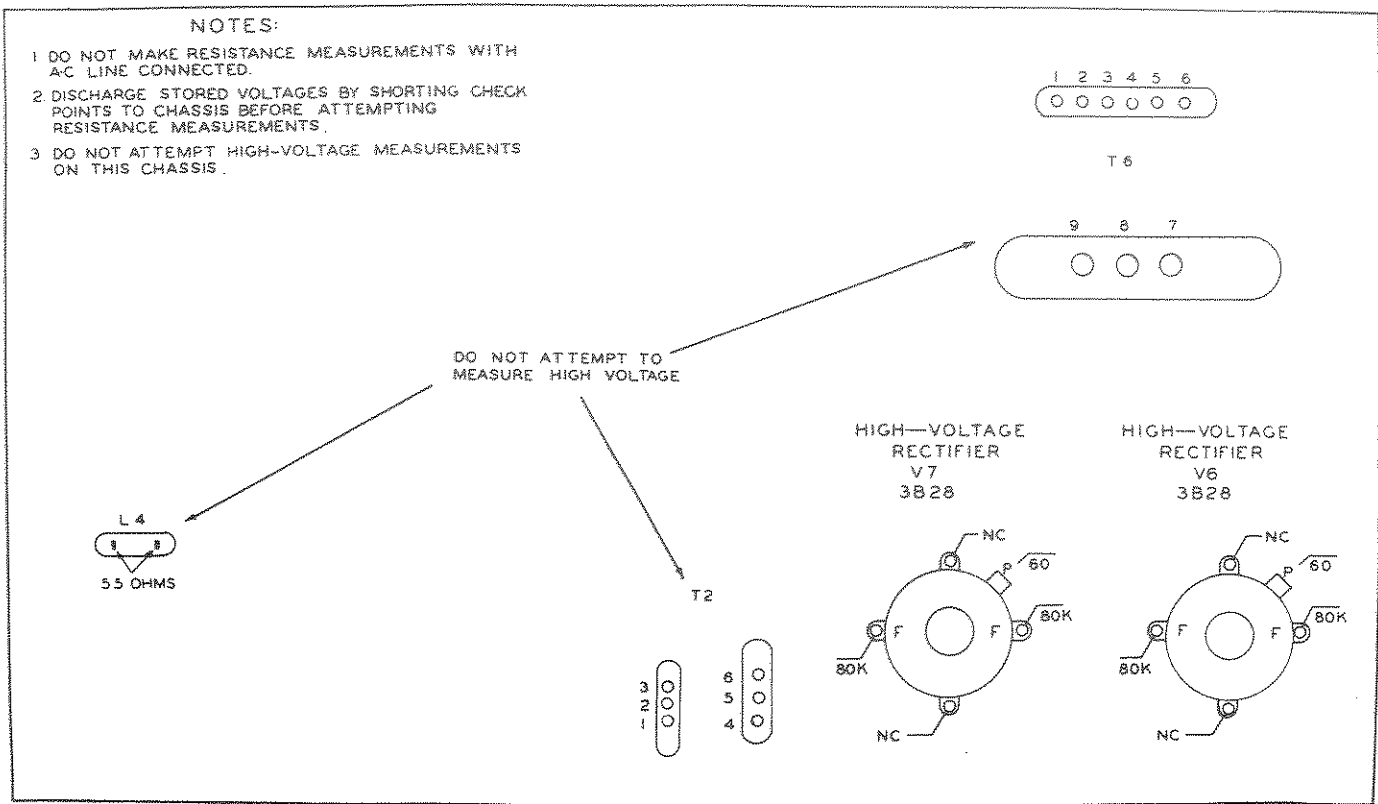 NOTES:
1 DO NOT MAKE RESISTANCE MEASUREMENTS WITH
A-C LINE CONNECTED.
2. DISCHARGE STORED VOLTAGES BY SHORTING CHECK
POINTS TO CHASSIS BEFORE ATTEMPTING
RESISTANCE MEASUREMENTS.
3 DO NOT ATTEMPT HIGH-VOLTAGE MEASUREMENTS
ON THIS CHASSIS.
1 2 3 4 5 6
T 6
9 8 7
DO NOT ATTEMPT TO
MEASURE HIGH VOLTAGE
HIGH—VOLTAGE
RECTIFIER
V7
3B28
HIGH—VOLTAGE
RECTIFIER
V6
3B28
L 4
55 OHMS
T2
3
2
1
6
5
4
NC
P
60
F
F
80K
80K
NC
NC
P
60
F
F
80K
80K
NC